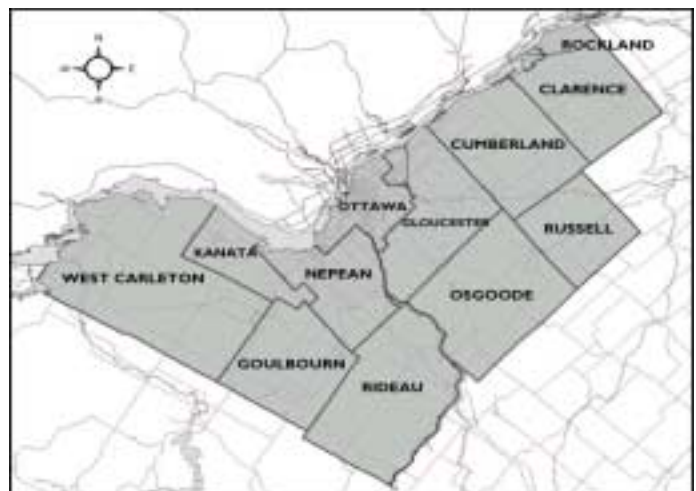 N
E
ROCKLAND
CLARENCE
CUMBERLAND
OTTAWA
GLOUCESTER
RUSSELL
KANATA
NEPEAN
WEST CARLETON
OSGOODE
GOULBOURN
RIDEAU